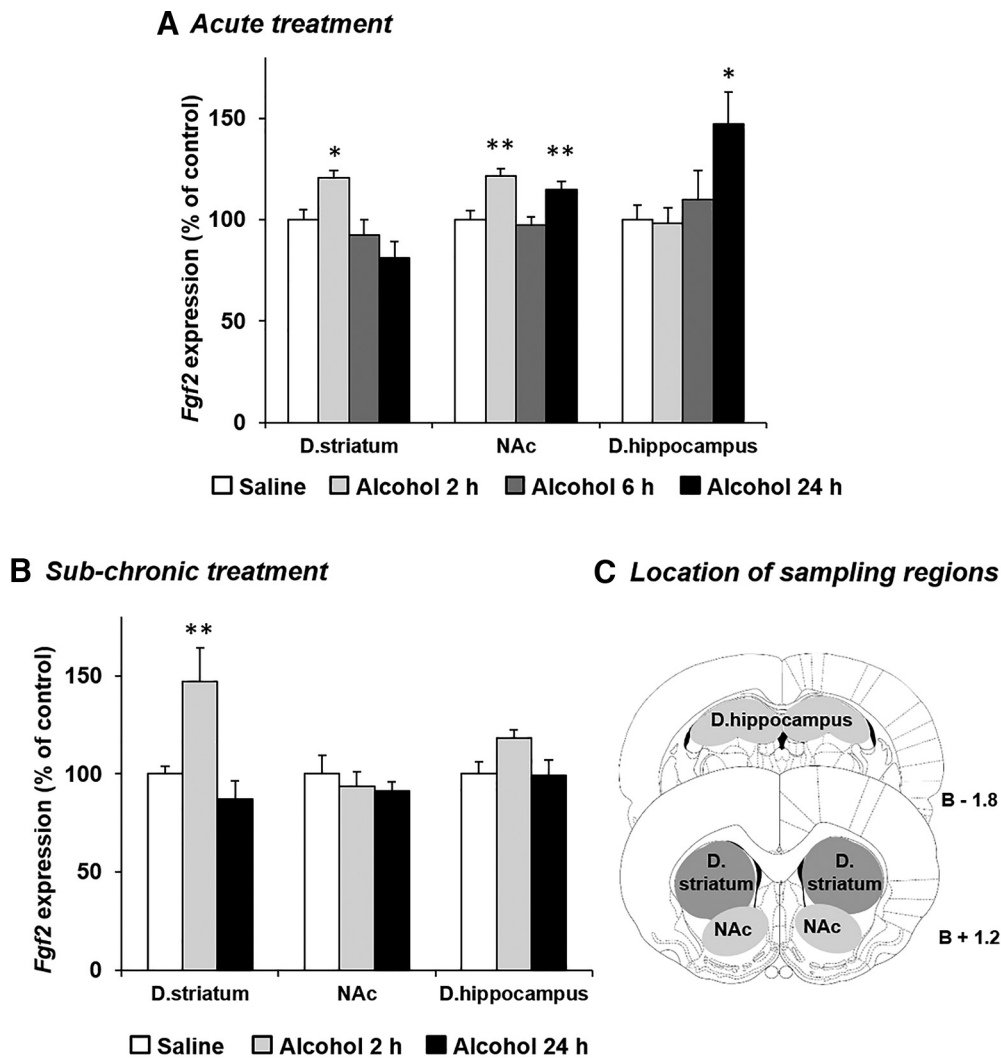 A Acute treatment
Fgf2 expression (% of control)
150
100
50
0
* ** ** *
D.striatum NAc D.hippocampus
Saline Alcohol 2 h Alcohol 6 h Alcohol 24 h
B Sub-chronic treatment
Fgf2 expression (% of control)
150
100
50
0
**
D.striatum NAc D.hippocampus
Saline Alcohol 2 h Alcohol 24 h
C Location of sampling regions
D.hippocampus
B - 1.8
D. D.
striatum striatum
NAc NAc
B + 1.2